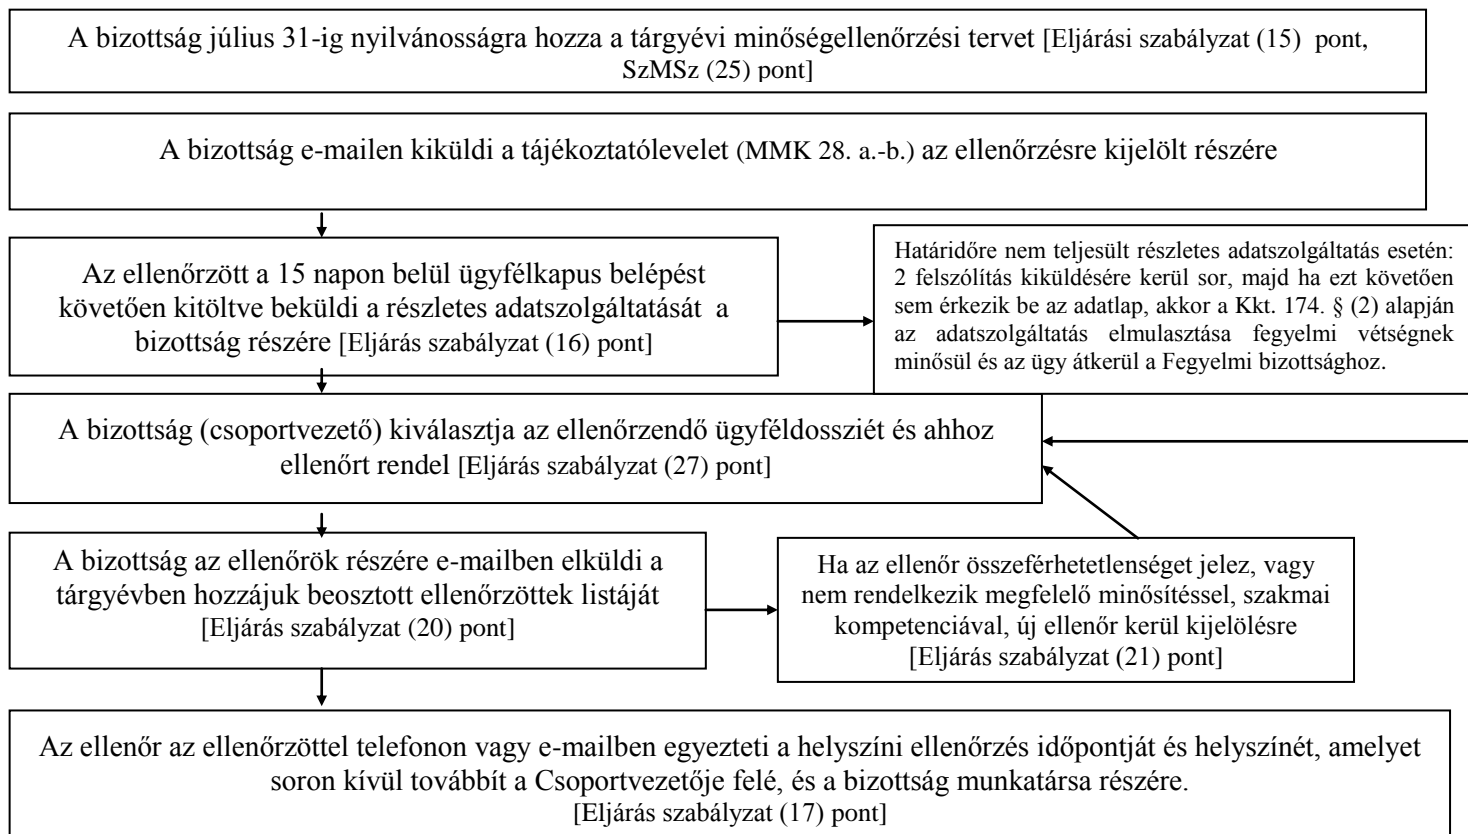 A bizottság július 31-ig nyilvánosságra hozza a tárgyévi minőségellenőrzési tervet [Eljárási szabályzat (15) pont,
SzMSz (25) pont]
A bizottság e-mailen kiküldi a tájékoztatólevelet (MMK 28. a.-b.) az ellenőrzésre kijelölt részére
Az ellenőrzött a 15 napon belül ügyfélkapus belépést
követően kitöltve beküldi a részletes adatszolgáltatását a
bizottság részére [Eljárás szabályzat (16) pont]
Határidőre nem teljesült részletes adatszolgáltatás esetén:
2 felszólítás kiküldésére kerül sor, majd ha ezt követően
sem érkezik be az adatlap, akkor a Kkt. 174. § (2) alapján
az adatszolgáltatás elmulasztása fegyelmi vétségnek
minősül és az ügy átkerül a Fegyelmi bizottsághoz.
A bizottság (csoportvezető) kiválasztja az ellenőrzendő ügyféldossziét és ahhoz
ellenőrt rendel [Eljárás szabályzat (27) pont]
A bizottság az ellenőrök részére e-mailben elküldi a
tárgyévben hozzájuk beosztott ellenőrzöttek listáját
[Eljárás szabályzat (20) pont]
Ha az ellenőr összeférhetetlenséget jelez, vagy
nem rendelkezik megfelelő minősítéssel, szakmai
kompetenciával, új ellenőr kerül kijelölésre
[Eljárás szabályzat (21) pont]
Az ellenőr az ellenőrzöttel telefonon vagy e-mailben egyezteti a helyszíni ellenőrzés időpontját és helyszínét, amelyet
soron kívül továbbít a Csoportvezetője felé, és a bizottság munkatársa részére.
[Eljárás szabályzat (17) pont]